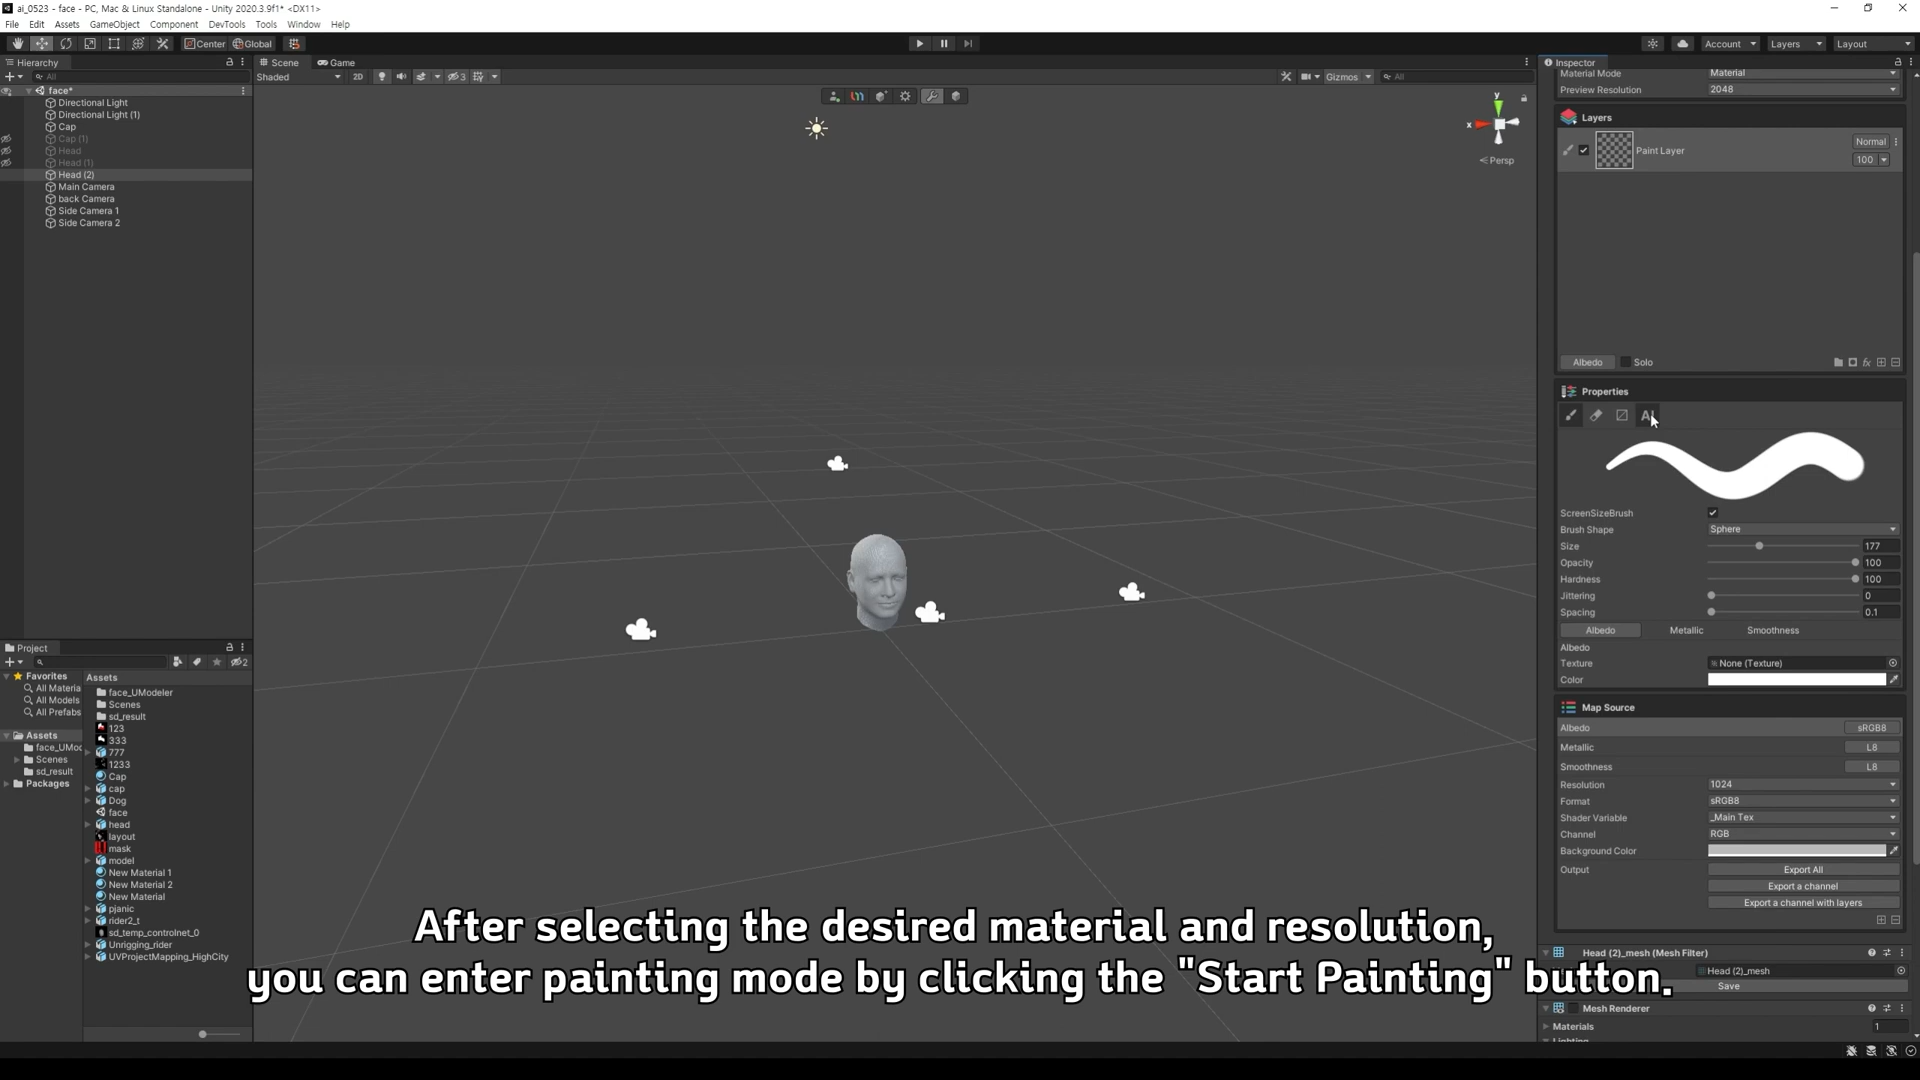 ai_0523 - face - PC, Mac & Linux Standalone - Unity 2020.3.9f1* <DX11>
File Edit Assets GameObject Component DevTools Tools Window Help
Center Global
Account Layers Layout
Hierarchy
All
face*
Directional Light
Directional Light (1)
Cap
Cap (1)
Head
Head (1)
Head (2)
Main Camera
back Camera
Side Camera 1
Side Camera 2
Scene Game
Shaded 2D 3 Gizmos All
y
x
Persp
Project
2
Favorites
All Materia
All Models
All Prefabs
Assets
face_UMod
Scenes
sd_result
Packages
Assets
face_UModeler
Scenes
sd_result
123
333
777
1233
Cap
cap
Dog
face
head
layout
mask
model
New Material 1
New Material 2
New Material
pjanic
rider2_t
sd_temp_controlnet_0
Unrigging_rider
UVProjectMapping_HighCity
Inspector
Material Mode Material
Preview Resolution 2048
Layers
Paint Layer Normal
100
Albedo Solo fx
Properties
ScreenSizeBrush
Brush Shape Sphere
Size 177
Opacity 100
Hardness 100
Jittering 0
Spacing 0.1
Albedo Metallic Smoothness
Albedo
Texture None (Texture)
Color
Map Source
Albedo sRGB8
Metallic L8
Smoothness L8
Resolution 1024
Format sRGB8
Shader Variable _Main Tex
Channel RGB
Background Color
Output Export All
Export a channel
Export a channel with layers
Head (2)_mesh (Mesh Filter)
Head (2)_mesh
Save
Mesh Renderer
Materials 1
After selecting the desired material and resolution,
you can enter painting mode by clicking the "Start Painting" button.